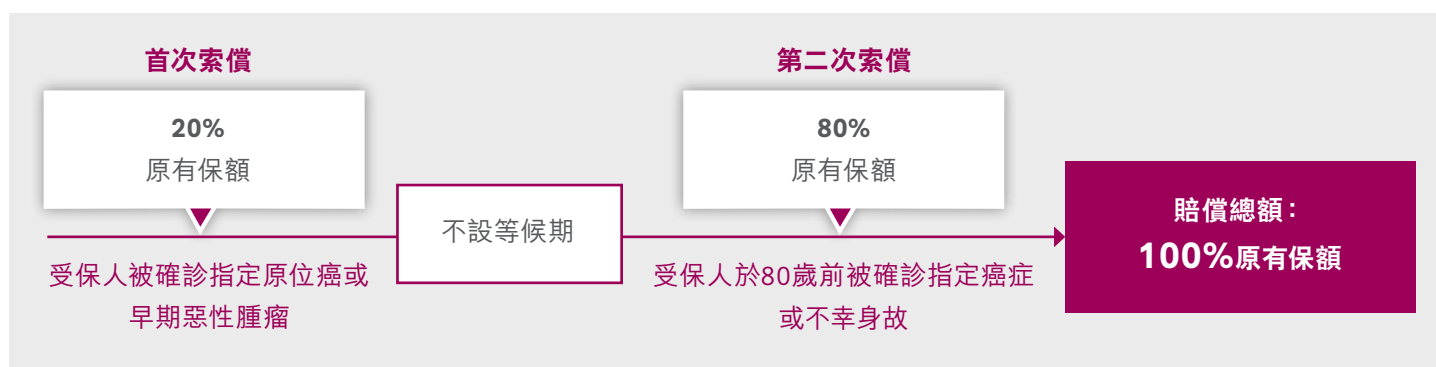 首次索償
20%
原有保額
受保人被確診指定原位癌或
早期惡性腫瘤
不設等候期
第二次索償
80%
原有保額
受保人於80歲前被確診指定癌症
或不幸身故
賠償總額：
100%原有保額